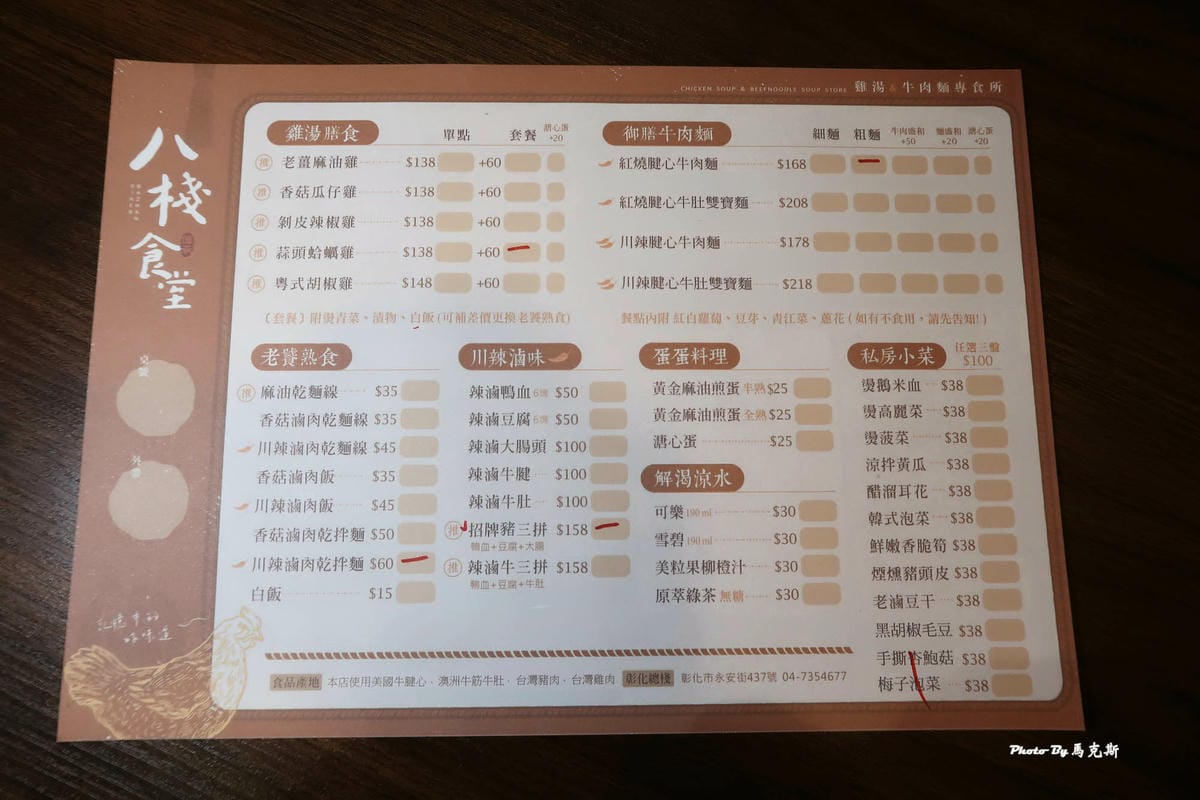 CHICKEN SOUP & BEEFNOODLE SOUP STORE 雞湯&牛肉麵專食所
八棧食堂
桌號
外帶
雞湯膳食 單點 套餐 溏心蛋+20
推 老薑麻油雞 $138 +60
推 香菇瓜仔雞 $138 +60
推 剝皮辣椒雞 $138 +60
推 蒜頭蛤蠣雞 $138 +60
推 粵式胡椒雞 $148 +60
〔套餐〕附燙青菜、漬物、白飯(可補差價更換老饕熟食)
御膳牛肉麵 細麵 粗麵 牛肉盛和+50 麵盛和+20 溏心蛋+20
紅燒腱心牛肉麵 $168
紅燒腱心牛肚雙寶麵 $208
川辣腱心牛肉麵 $178
川辣腱心牛肚雙寶麵 $218
餐點內附 紅白蘿蔔、豆芽、青江菜、蔥花(如有不食用,請先告知!)
老饕熟食
推 麻油乾麵線 $35
香菇滷肉乾麵線 $35
川辣滷肉乾麵線 $45
香菇滷肉飯 $35
川辣滷肉飯 $45
香菇滷肉乾拌麵 $50
川辣滷肉乾拌麵 $60
白飯 $15
川辣滷味
辣滷鴨血 6塊 $50
辣滷豆腐 6塊 $50
辣滷大腸頭 $100
辣滷牛腱 $100
辣滷牛肚 $100
推 招牌豬三拼 $158
鴨血+豆腐+大腸
推 辣滷牛三拼 $158
鴨血+豆腐+牛肚
蛋蛋料理
黃金麻油煎蛋 半熟 $25
黃金麻油煎蛋 全熟 $25
溏心蛋 $25
解渴涼水
可樂 190 ml $30
雪碧 190 ml $30
美粒果柳橙汁 $30
原萃綠茶 無糖 $30
私房小菜 任選三盤 $100
燙鵝米血 $38
燙高麗菜 $38
燙菠菜 $38
涼拌黃瓜 $38
醋溜耳花 $38
韓式泡菜 $38
鮮嫩香脆筍 $38
煙燻豬頭皮 $38
老滷豆干 $38
黑胡椒毛豆 $38
手撕杏鮑菇 $38
梅子泡菜 $38
食品產地 本店使用美國牛腱心、澳洲牛筋牛肚、台灣豬肉、台灣雞肉 彰化總棧 彰化市永安街437號 04-7354677
Photo By 馬克斯